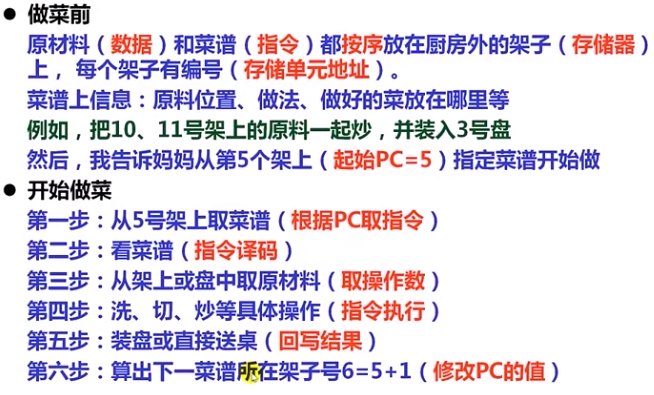 ● 做菜前
原材料（数据）和菜谱（指令）都按序放在厨房外的架子（存储器）
上， 每个架子有编号（存储单元地址）。
菜谱上信息：原料位置、做法、做好的菜放在哪里等
例如，把10、11号架上的原料一起炒，并装入3号盘
然后，我告诉妈妈从第5个架上（起始PC=5）指定菜谱开始做
● 开始做菜
第一步：从5号架上取菜谱（根据PC取指令）
第二步：看菜谱（指令译码）
第三步：从架上或盘中取原材料（取操作数）
第四步：洗、切、炒等具体操作（指令执行）
第五步：装盘或直接送桌（回写结果）
第六步：算出下一菜谱所在架子号6=5+1（修改PC的值）